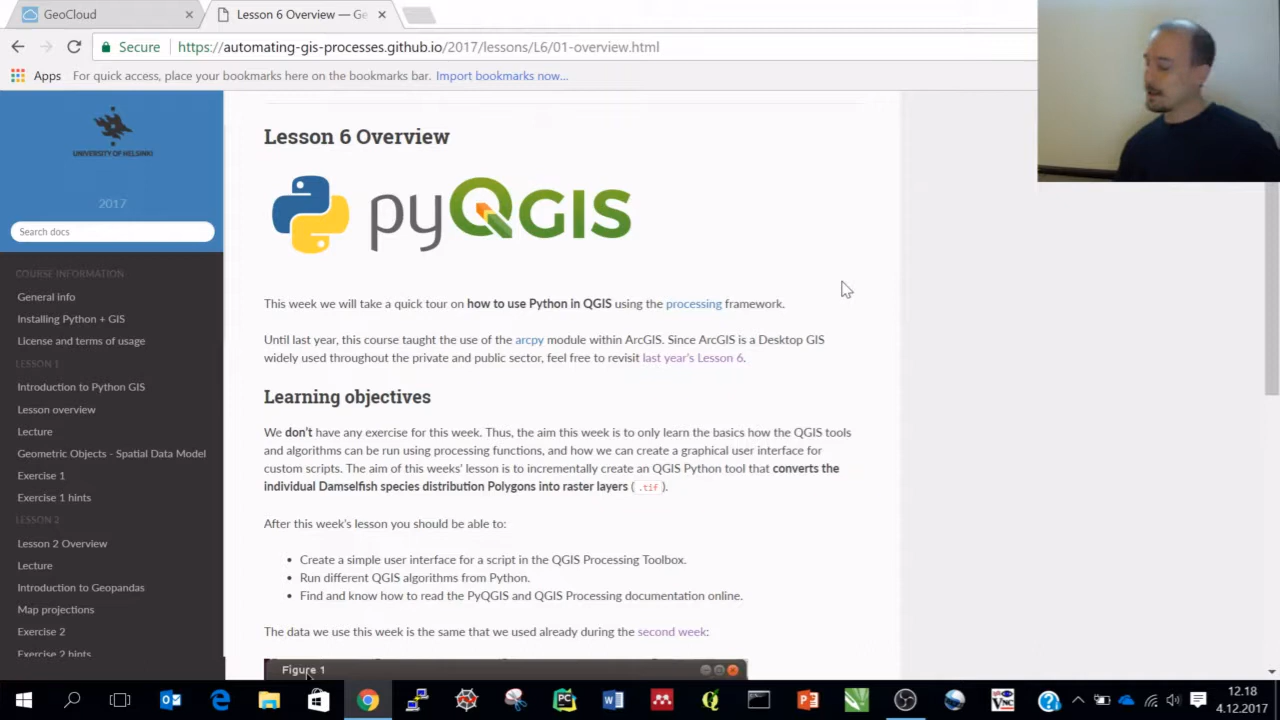 GeoCloud
Lesson 6 Overview — Ge
Secure
https://automating-gis-processes.github.io/2017/lessons/L6/01-overview.html
Apps
For quick access, place your bookmarks here on the bookmarks bar. Import bookmarks now...
UNIVERSITY OF HELSINKI
2017
Search docs
COURSE INFORMATION
General info
Installing Python + GIS
License and terms of usage
LESSON 1
Introduction to Python GIS
Lesson overview
Lecture
Geometric Objects - Spatial Data Model
Exercise 1
Exercise 1 hints
LESSON 2
Lesson 2 Overview
Lecture
Introduction to Geopandas
Map projections
Exercise 2
Exercise 2 hints
Lesson 6 Overview
pyQGIS
This week we will take a quick tour on how to use Python in QGIS using the processing framework.
Until last year, this course taught the use of the arcpy module within ArcGIS. Since ArcGIS is a Desktop GIS
widely used throughout the private and public sector, feel free to revisit last year's Lesson 6.
Learning objectives
We don't have any exercise for this week. Thus, the aim this week is to only learn the basics how the QGIS tools
and algorithms can be run using processing functions, and how we can create a graphical user interface for
custom scripts. The aim of this weeks' lesson is to incrementally create an QGIS Python tool that converts the
individual Damselfish species distribution Polygons into raster layers ( .tif ).
After this week's lesson you should be able to:
• Create a simple user interface for a script in the QGIS Processing Toolbox.
• Run different QGIS algorithms from Python.
• Find and know how to read the PyQGIS and QGIS Processing documentation online.
The data we use this week is the same that we used already during the second week:
Figure 1
12.18
4.12.2017